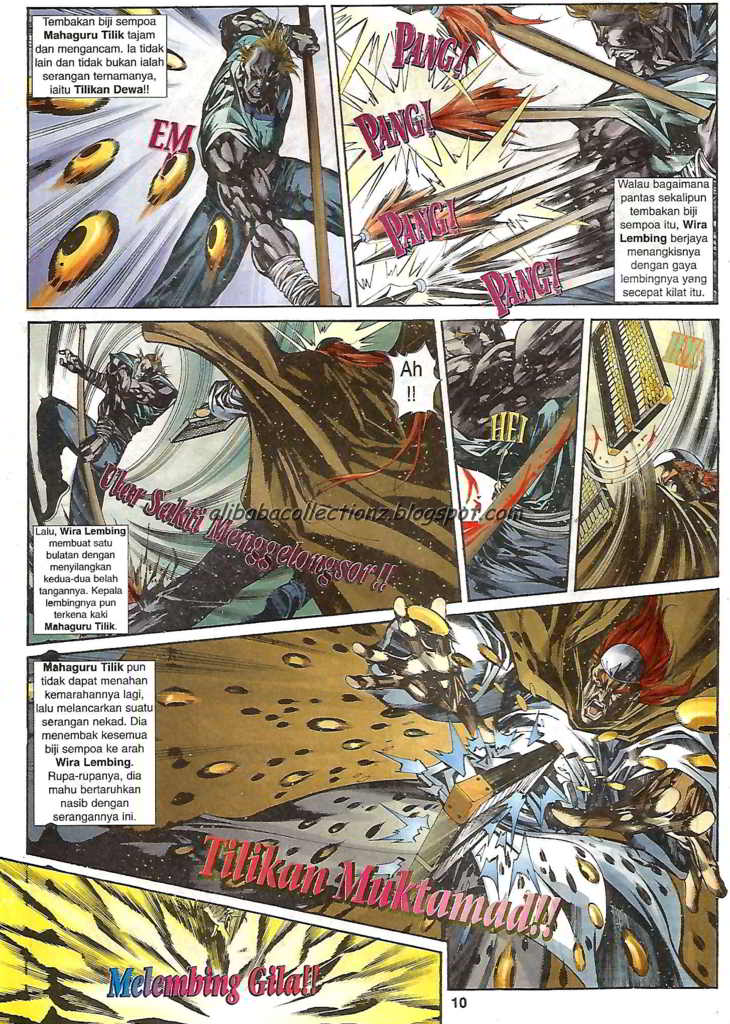 Tembakan biji sempoa
Mahaguru Tilik tajam
dan mengancam. Ia tidak
lain dan tidak bukan ialah
serangan ternamanya,
iaitu Tilikan Dewa!!
EM
PANG!
PANG!
PANG!
PANG!
Walau bagaimana
pantas sekalipun
tembakan biji
sempoa itu, Wira
Lembing berjaya
menangkisnya
dengan gaya
lembingnya yang
secepat kilat itu.
Ah
!!
Ular Sakti Menggelongsor!!
Lalu, Wira Lembing
membuat satu
bulatan dengan
menyilangkan
kedua-dua belah
tangannya. Kepala
lembingnya pun
terkena kaki
Mahaguru Tilik.
HEI
alibabacollectionz.blogspot.com
Mahaguru Tilik pun
tidak dapat menahan
kemarahannya lagi,
lalu melancarkan suatu
serangan nekad. Dia
menembak kesemua
biji sempoa ke arah
Wira Lembing.
Rupa-rupanya, dia
mahu bertaruhkan
nasib dengan
serangannya ini.
Tilikan Muktamad!!
Melembing Gila!!
10